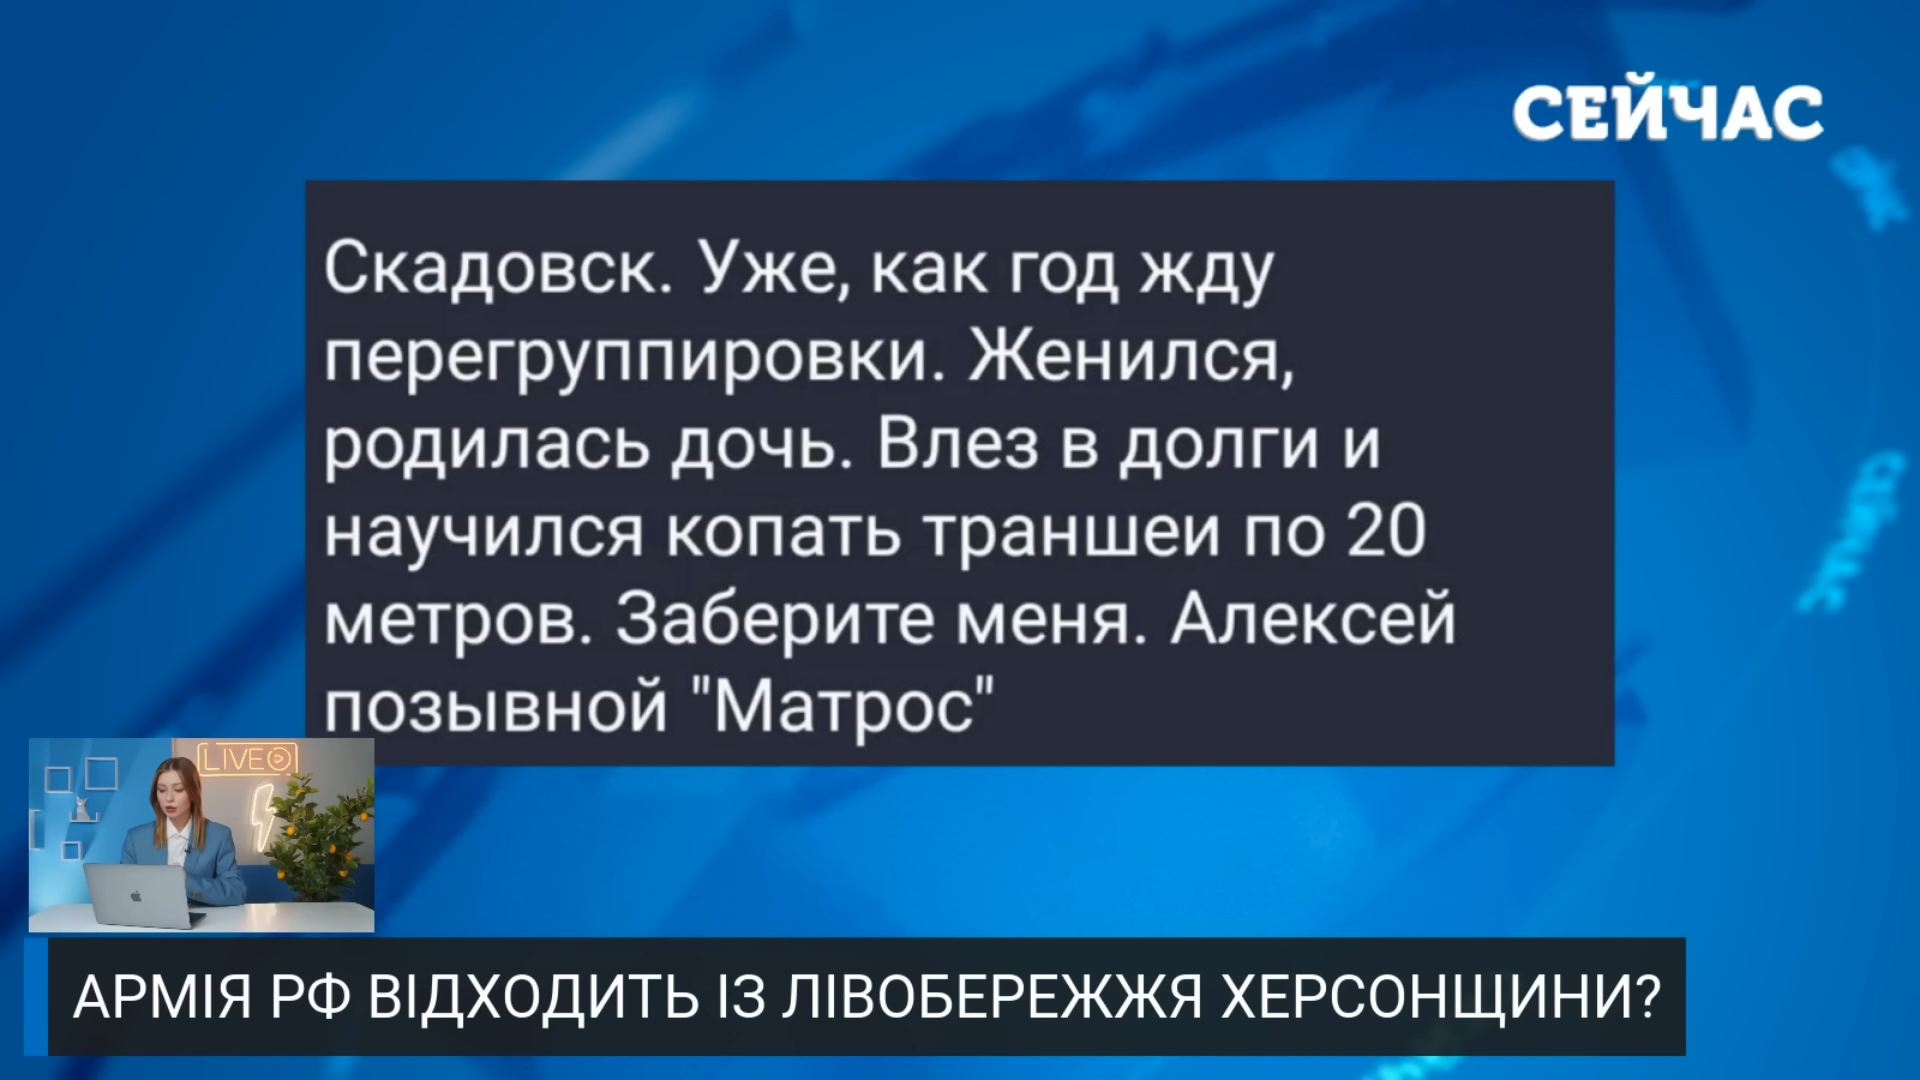 СЕЙЧАС
Скадовск. Уже, как год жду
перегруппировки. Женился,
родилась дочь. Влез в долги и
научился копать траншеи по 20
метров. Заберите меня. Алексей
позывной "Матрос"
LIVE
АРМІЯ РФ ВІДХОДИТЬ ІЗ ЛІВОБЕРЕЖЖЯ ХЕРСОНЩИНИ?